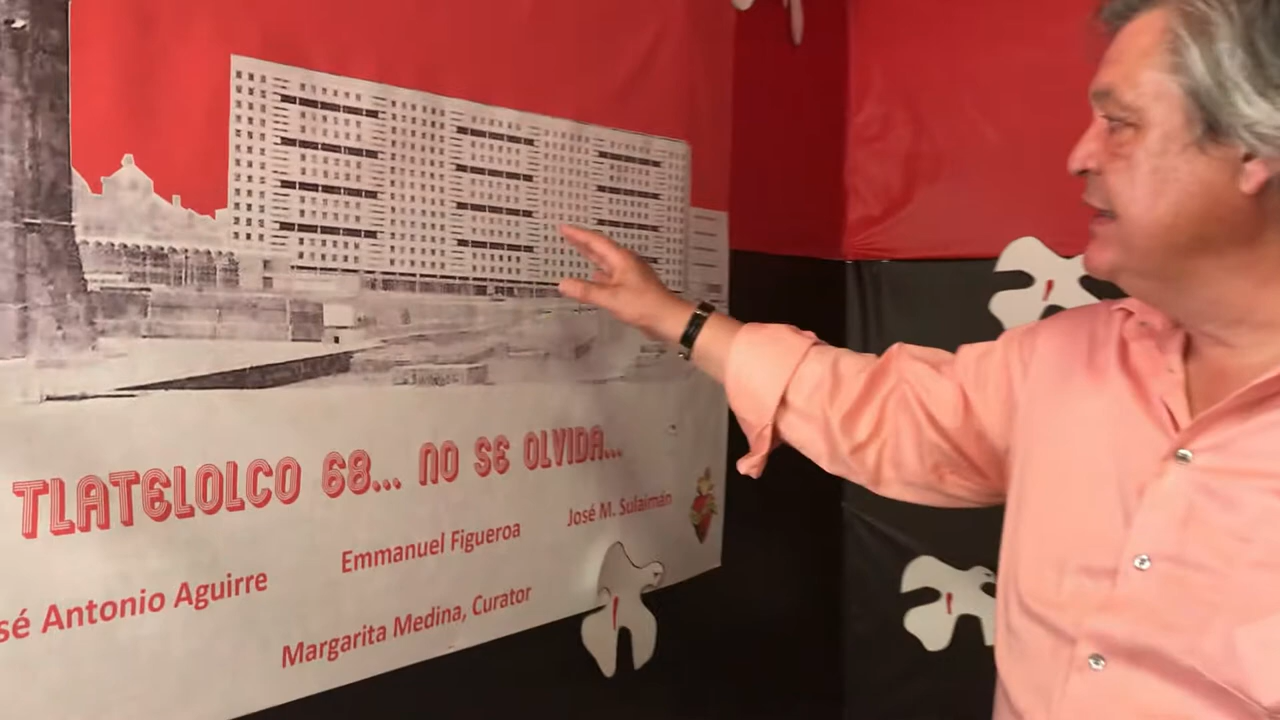 TLATELOLCO 68... NO SE OLVIDA...
José M. Sulaimán
Emmanuel Figueroa
sé Antonio Aguirre
Margarita Medina, Curator